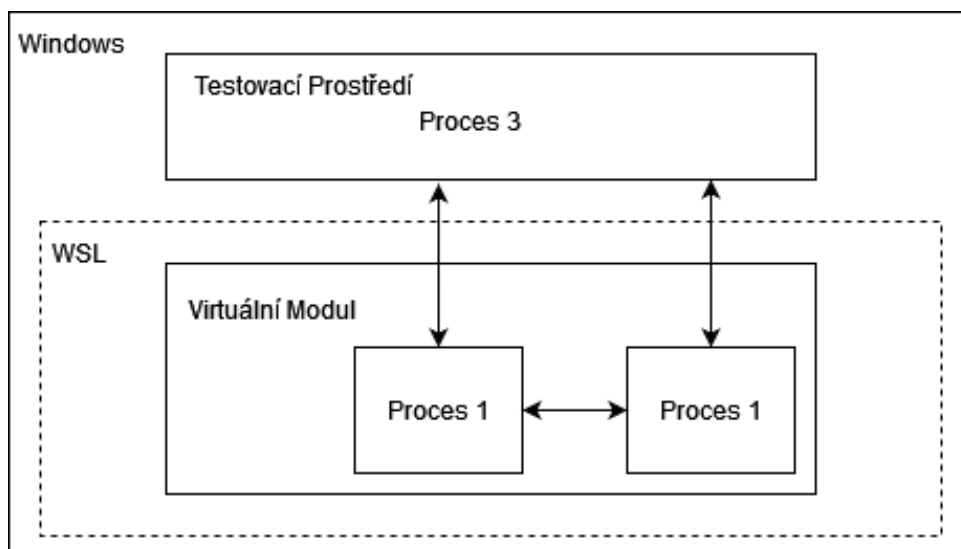 Windows
Testovací Prostředí
Proces 3
WSL
Virtuální Modul
Proces 1
Proces 1